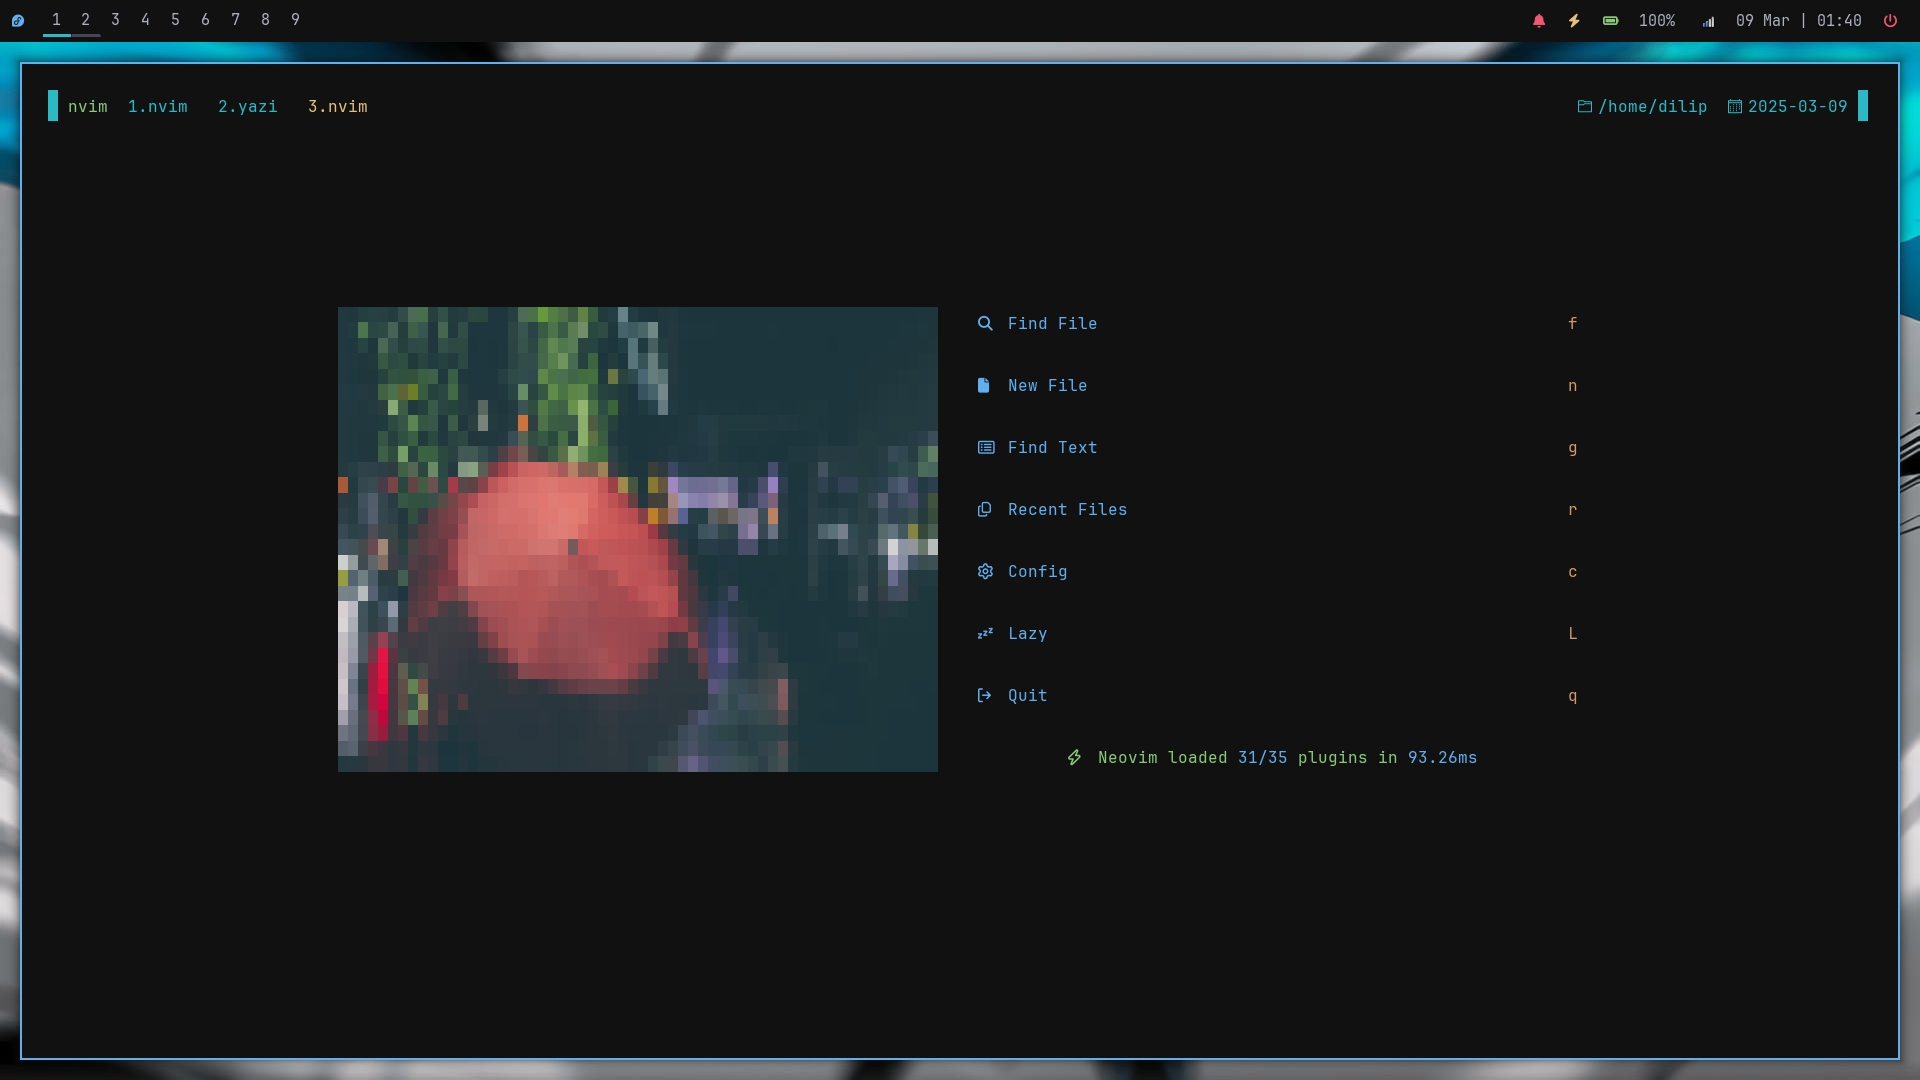 1 2 3 4 5 6 7 8 9 100% 09 Mar | 01:40
nvim 1.nvim 2.yazi 3.nvim /home/dilip 2025-03-09
Find File f
New File n
Find Text g
Recent Files r
Config c
Lazy L
Quit q
Neovim loaded 31/35 plugins in 93.26ms